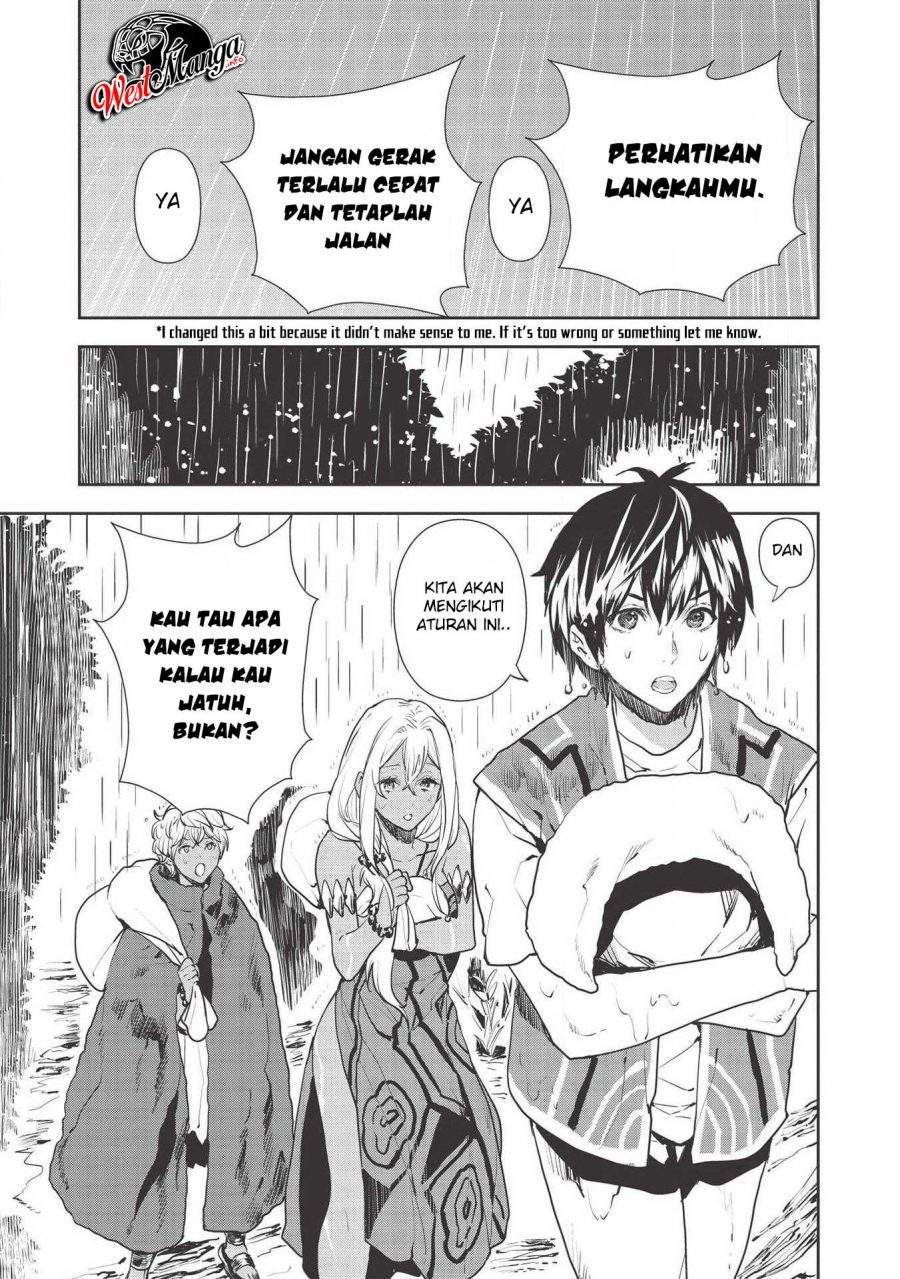 WestManga
.info
PERHATIKAN
LANGKAHMU.
YA
JANGAN GERAK
TERLALU CEPAT
DAN TETAPLAH
JALAN
YA
*I changed this a bit because it didn't make sense to me. If it's too wrong or something let me know.
DAN
KITA AKAN
MENGIKUTI
ATURAN INI..
KAU TAU APA
YANG TERJADI
KALAU KAU
JATUH,
BUKAN?